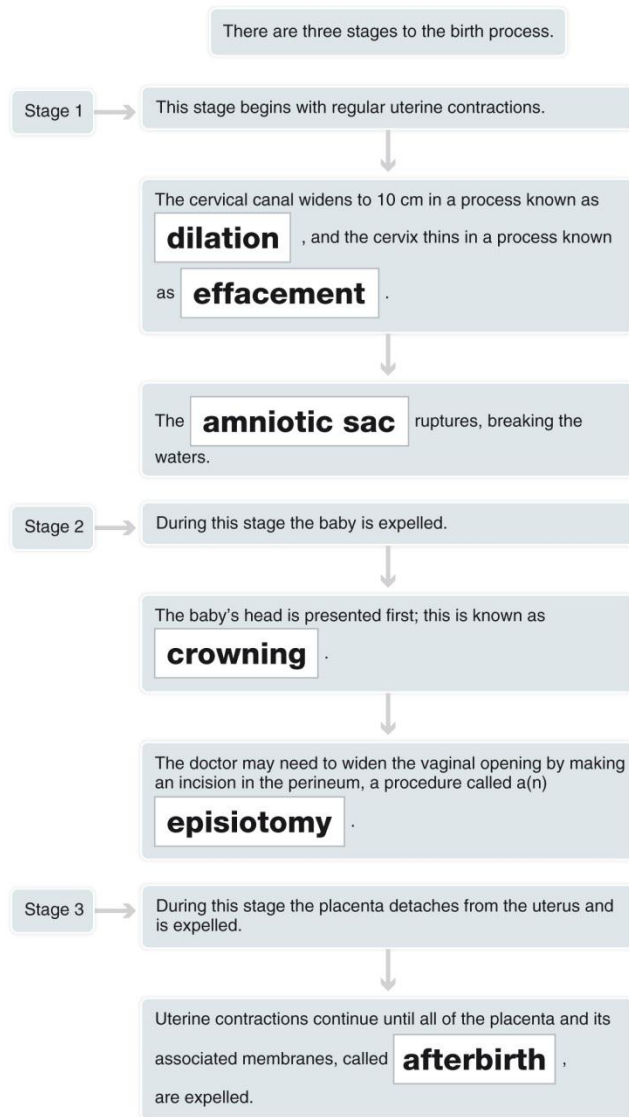 There are three stages to the birth process.
Stage 1
This stage begins with regular uterine contractions.
The cervical canal widens to 10 cm in a process known as
dilation , and the cervix thins in a process known
as effacement .
The amniotic sac ruptures, breaking the
waters.
Stage 2
During this stage the baby is expelled.
The baby's head is presented first; this is known as
crowning .
The doctor may need to widen the vaginal opening by making
an incision in the perineum, a procedure called a(n)
episiotomy .
Stage 3
During this stage the placenta detaches from the uterus and
is expelled.
Uterine contractions continue until all of the placenta and its
associated membranes, called afterbirth ,
are expelled.